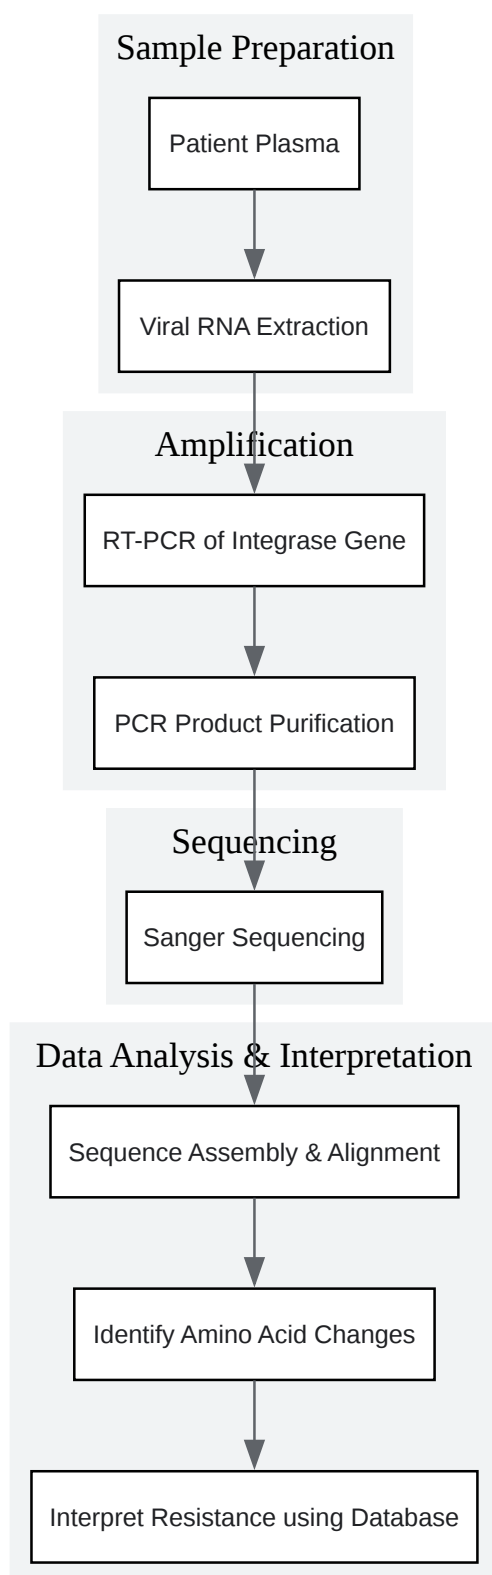 Sample Preparation
Patient Plasma
Viral RNA Extraction
Amplification
RT-PCR of Integrase Gene
PCR Product Purification
Sequencing
Sanger Sequencing
Data Analysis & Interpretation
Sequence Assembly & Alignment
Identify Amino Acid Changes
Interpret Resistance using Database